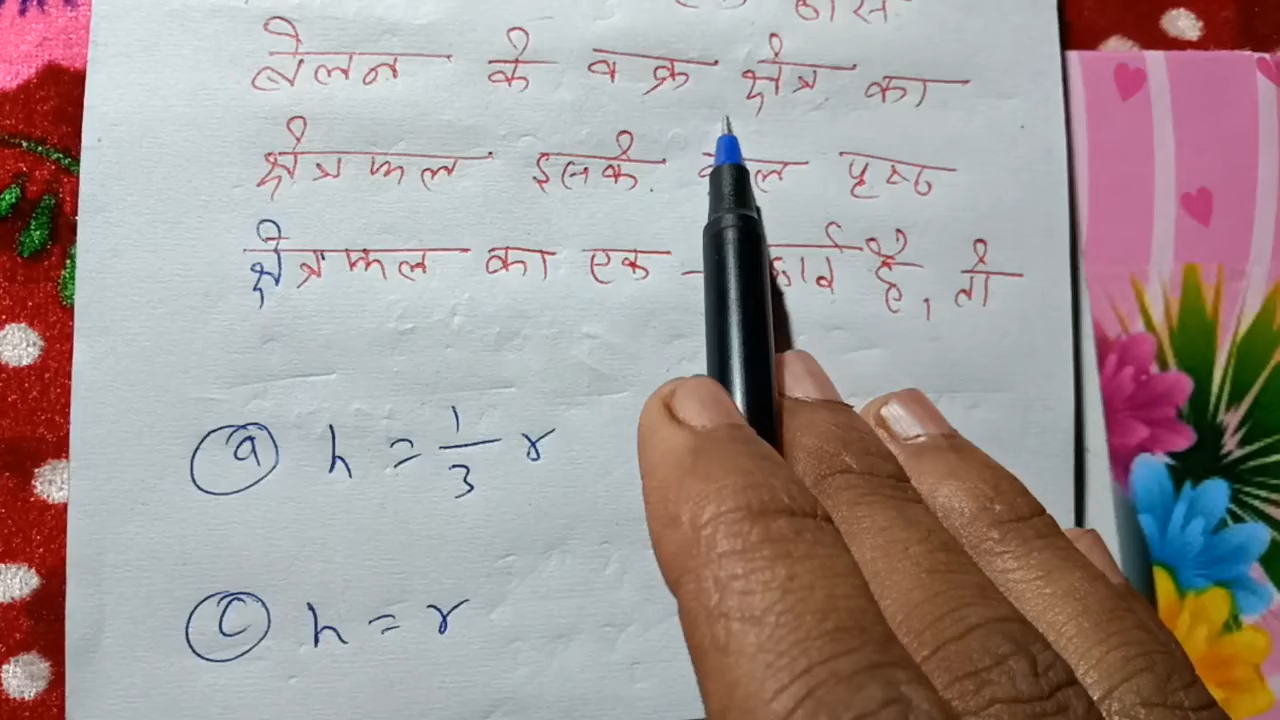 बेलन के वक्र क्षेत्र का
क्षेत्रफल इसके पृष्ठ
क्षेत्रफल का एक है, तो
(a) h = 1/3 r
(c) h = r